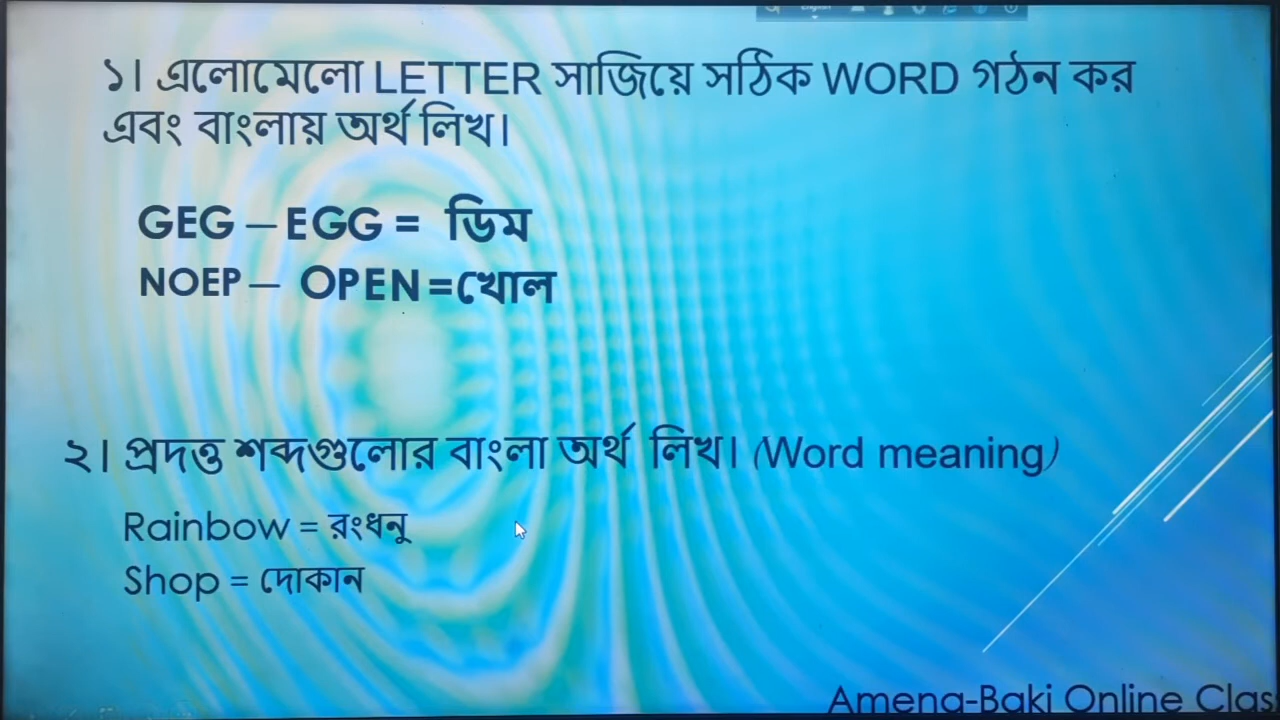 ১। এলোমেলো LETTER সাজিয়ে সঠিক WORD গঠন কর
এবং বাংলায় অর্থ লিখ।
GEG – EGG = ডিম
NOEP – OPEN =খোল
২। প্রদত্ত শব্দগুলোর বাংলা অর্থ লিখ। (Word meaning)
Rainbow = রংধনু
Shop = দোকান
Amena-Baki Online Clas